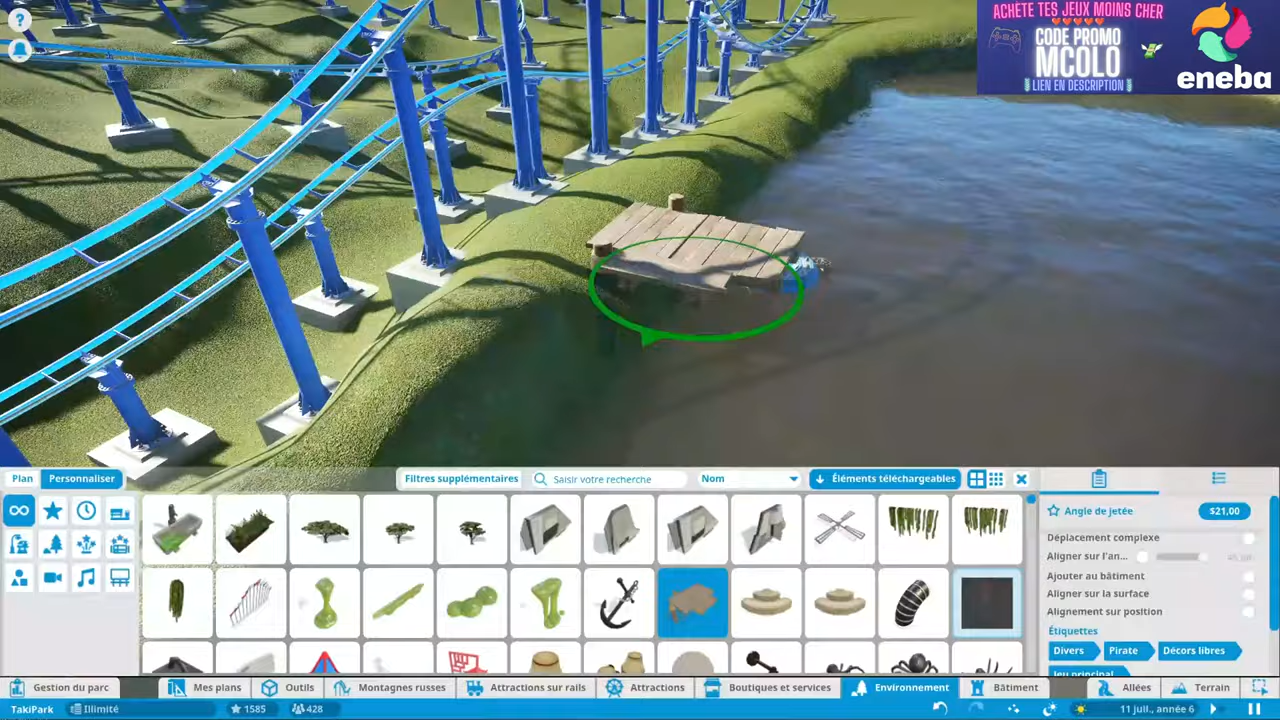 ACHÈTE TES JEUX MOINS CHER
CODE PROMO
MCOLO
LIEN EN DESCRIPTION
eneba
Plan
Personnaliser
Filtres supplémentaires
Saisir votre recherche
Nom
Éléments téléchargeables
Angle de jetée
$21,00
Déplacement complexe
Aligner sur l'an...
Ajouter au bâtiment
Aligner sur la surface
Alignement sur position
Étiquettes
Divers
Pirate
Décors libres
Jeu principal
Gestion du parc
Mes plans
Outils
Montagnes russes
Attractions sur rails
Attractions
Boutiques et services
Environnement
Bâtiment
Allées
Terrain
TakiPark
Illimité
1585
428
11 juil., année 6